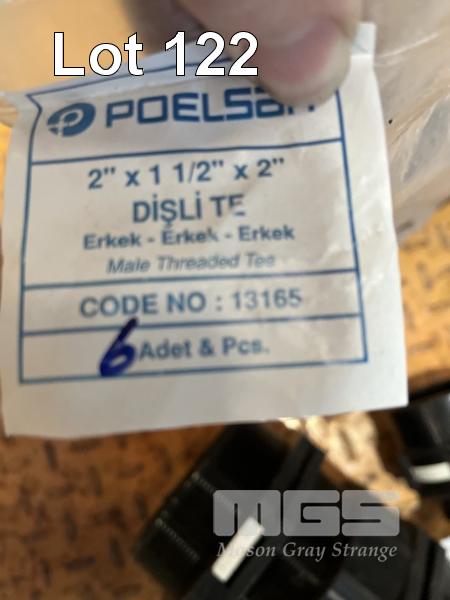 Lot 122
POELSAN
2" x 1 1/2" x 2"
DİŞLİ TE
Erkek - Erkek - Erkek
Male Threaded Tee
CODE NO : 13165
6 Adet & Pcs.
MGS
Mason Gray Strange